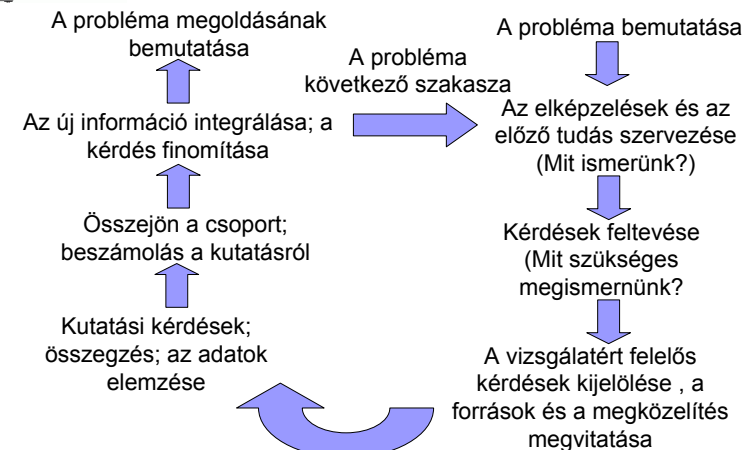 A probléma bemutatása
Az elképzelések és az
előző tudás szervezése
(Mit ismerünk?)
Kérdések feltevése
(Mit szükséges
megismernünk?
A vizsgálatért felelős
kérdések kijelölése , a
források és a megközelítés
megvitatása
Kutatási kérdések;
összegzés; az adatok
elemzése
Összejön a csoport;
beszámolás a kutatásról
Az új információ integrálása; a
kérdés finomítása
A probléma
következő szakasza
A probléma megoldásának
bemutatása